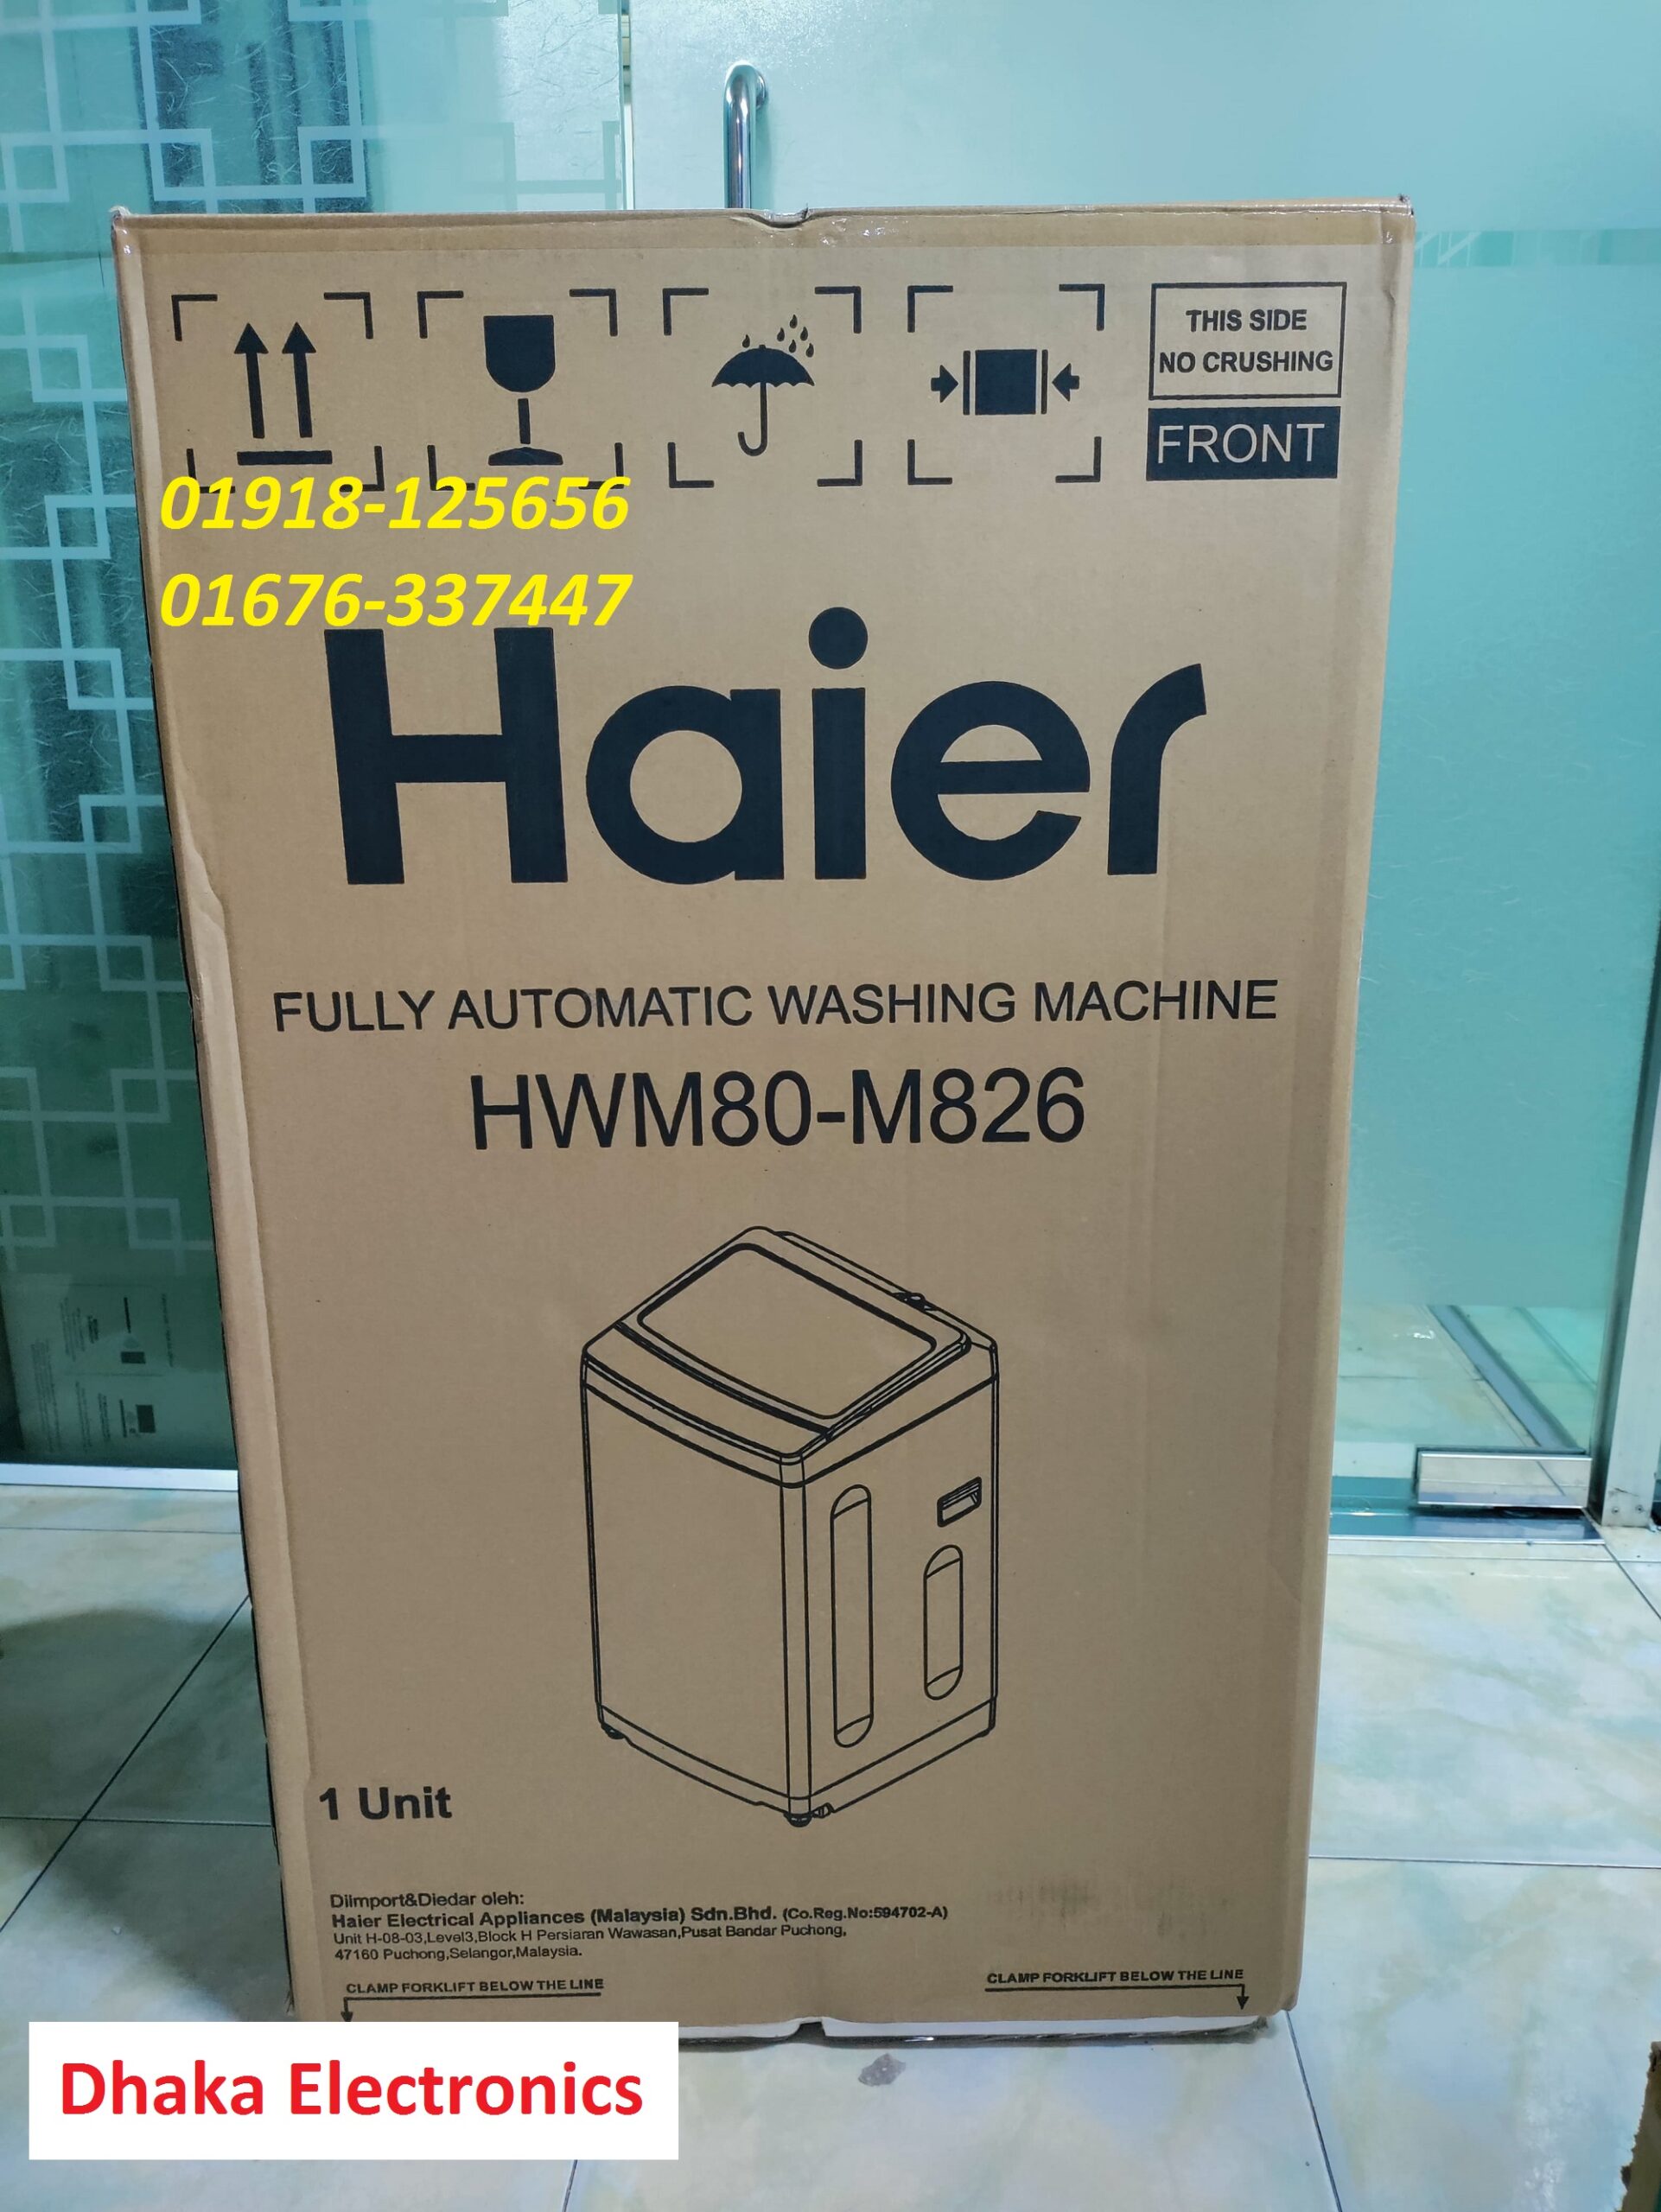 THIS SIDE
NO CRUSHING
FRONT
01918-125656
01676-337447
Haier
FULLY AUTOMATIC WASHING MACHINE
HWM80-M826
1 Unit
Diimport&Diedar oleh:
Haier Electrical Appliances (Malaysia) Sdn.Bhd. (Co.Reg.No:594702-A)
Unit H-08-03,Level3,Block H Persiaran Wawasan,Pusat Bandar Puchong,
47160 Puchong,Selangor,Malaysia.
CLAMP FORKLIFT BELOW THE LINE
CLAMP FORKLIFT BELOW THE LINE
Dhaka Electronics